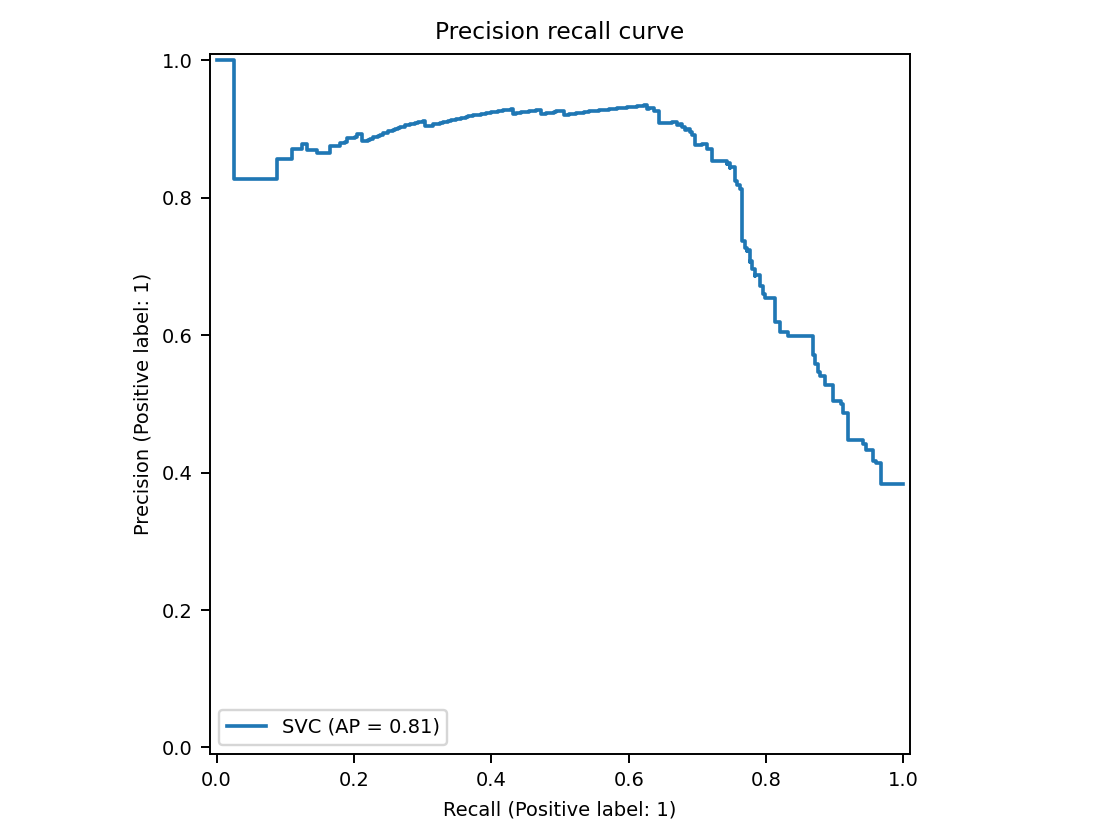 Precision recall curve
1.0
0.8
0.6
0.4
0.2
0.0
Precision (Positive label: 1)
SVC (AP = 0.81)
0.0 0.2 0.4 0.6 0.8 1.0
Recall (Positive label: 1)